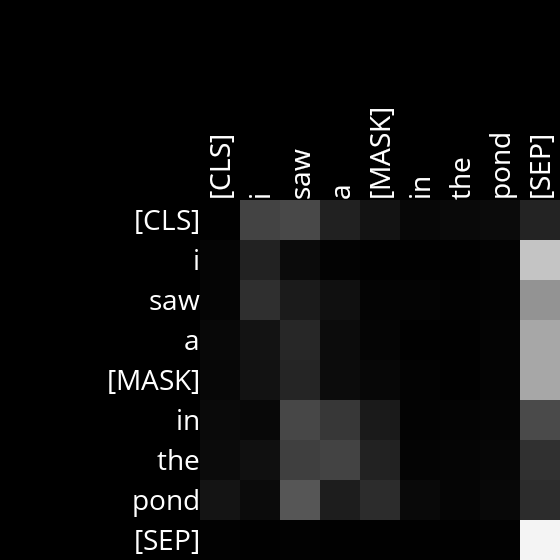 [CLS] i saw a [MASK] in the pond [SEP]
[CLS]
i
saw
a
[MASK]
in
the
pond
[SEP]